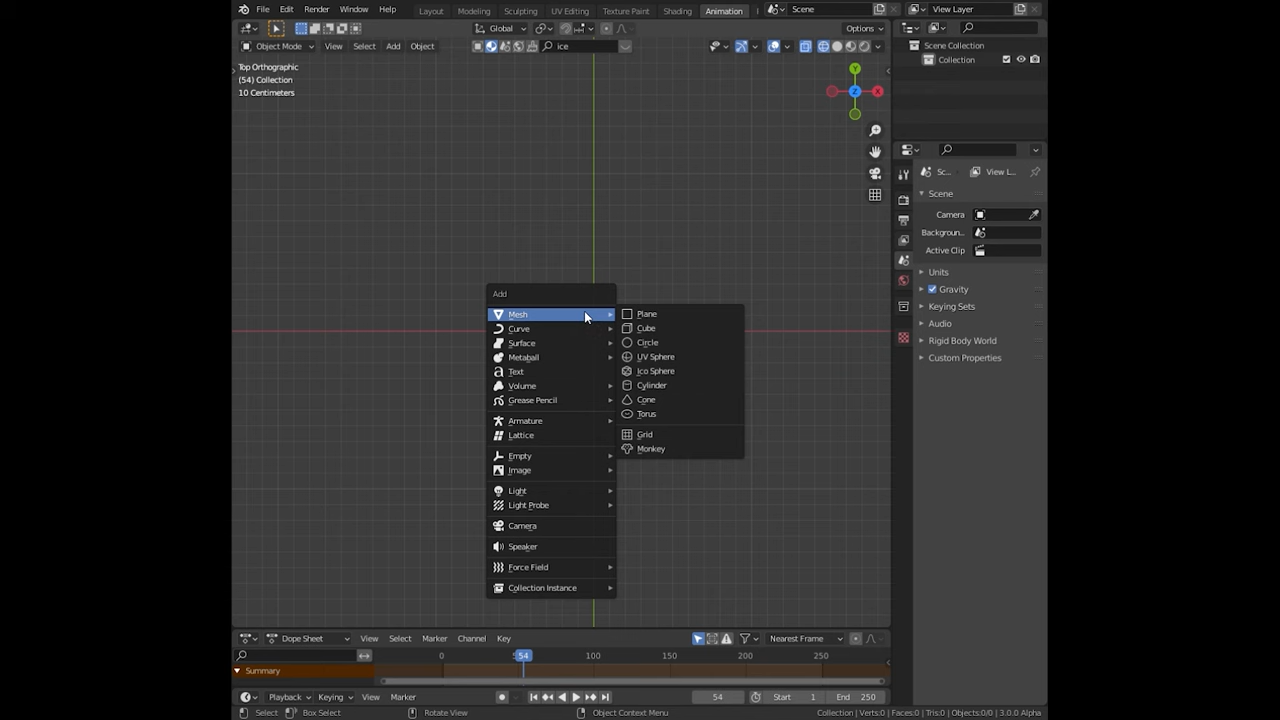 File Edit Render Window Help Layout Modeling Sculpting UV Editing Texture Paint Shading Animation Scene View Layer
Global Options
Object Mode View Select Add Object ice
Scene Collection
Collection
Top Orthographic
(54) Collection
10 Centimeters
Y
X
Z
Sc... View L...
Scene
Camera
Backgroun...
Active Clip
Units
Gravity
Keying Sets
Audio
Rigid Body World
Custom Properties
Add
Mesh
Curve
Surface
Metaball
Text
Volume
Grease Pencil
Armature
Lattice
Empty
Image
Light
Light Probe
Camera
Speaker
Force Field
Collection Instance
Plane
Cube
Circle
UV Sphere
Ico Sphere
Cylinder
Cone
Torus
Grid
Monkey
Dope Sheet View Select Marker Channel Key Nearest Frame
0 54 100 150 200 250
Summary
Playback Keying View Marker 54 Start 1 End 250
Select Box Select Rotate View Object Context Menu Collection | Verts:0 | Faces:0 | Tris:0 | Objects:0/0 | 3.0.0 Alpha